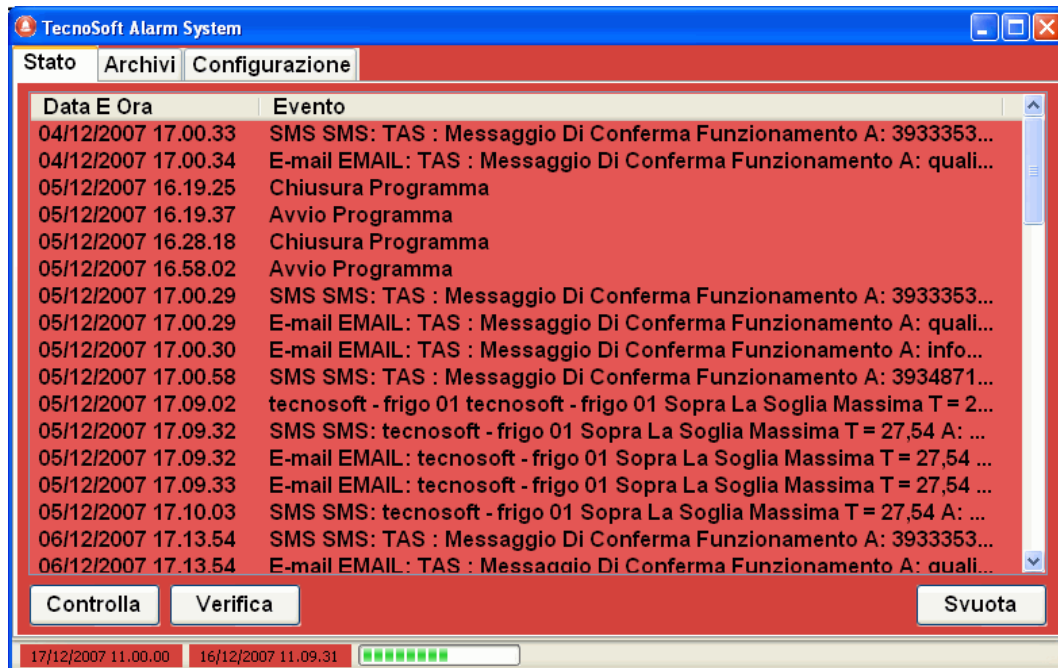 TecnoSoft Alarm System
Stato Archivi Configurazione
Data E Ora Evento
04/12/2007 17.00.33 SMS SMS: TAS : Messaggio Di Conferma Funzionamento A: 3933353...
04/12/2007 17.00.34 E-mail EMAIL: TAS : Messaggio Di Conferma Funzionamento A: quali...
05/12/2007 16.19.25 Chiusura Programma
05/12/2007 16.19.37 Avvio Programma
05/12/2007 16.28.18 Chiusura Programma
05/12/2007 16.58.02 Avvio Programma
05/12/2007 17.00.29 SMS SMS: TAS : Messaggio Di Conferma Funzionamento A: 3933353...
05/12/2007 17.00.29 E-mail EMAIL: TAS : Messaggio Di Conferma Funzionamento A: quali...
05/12/2007 17.00.30 E-mail EMAIL: TAS : Messaggio Di Conferma Funzionamento A: info...
05/12/2007 17.00.58 SMS SMS: TAS : Messaggio Di Conferma Funzionamento A: 3934871...
05/12/2007 17.09.02 tecnosoft - frigo 01 tecnosoft - frigo 01 Sopra La Soglia Massima T = 2...
05/12/2007 17.09.32 SMS SMS: tecnosoft - frigo 01 Sopra La Soglia Massima T = 27,54 A: ...
05/12/2007 17.09.32 E-mail EMAIL: tecnosoft - frigo 01 Sopra La Soglia Massima T = 27,54 ...
05/12/2007 17.09.33 E-mail EMAIL: tecnosoft - frigo 01 Sopra La Soglia Massima T = 27,54 ...
05/12/2007 17.10.03 SMS SMS: tecnosoft - frigo 01 Sopra La Soglia Massima T = 27,54 A: ...
06/12/2007 17.13.54 SMS SMS: TAS : Messaggio Di Conferma Funzionamento A: 3933353...
06/12/2007 17.13.54 E-mail EMAIL: TAS : Messaggio Di Conferma Funzionamento A: quali...
Controlla Verifica Svuota
17/12/2007 11.00.00 16/12/2007 11.09.31